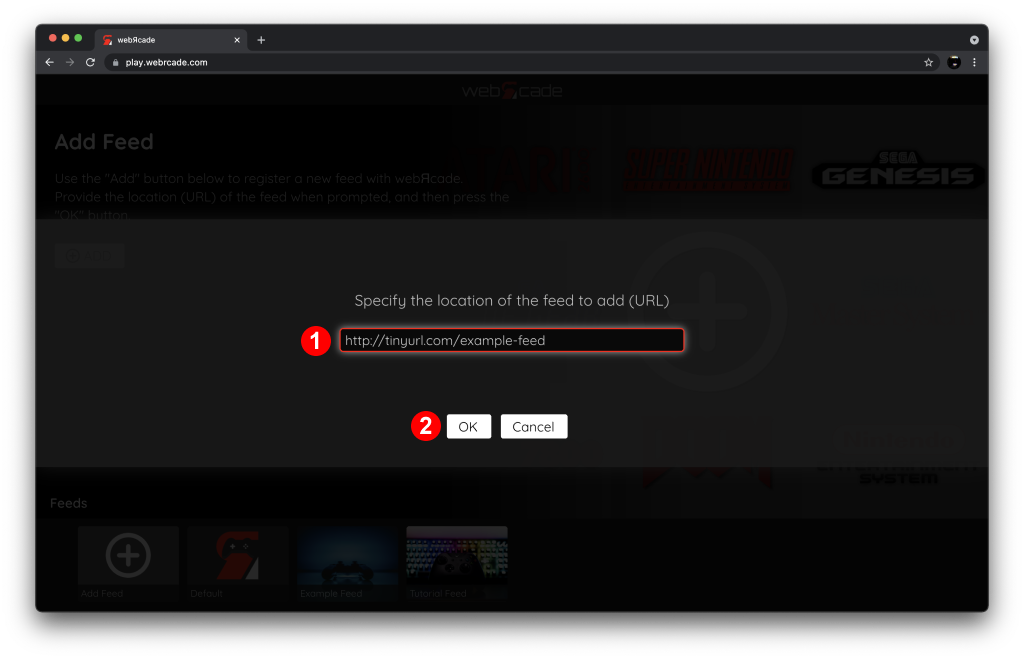 webЯcade
play.webrcade.com
web cade
Add Feed
Use the "Add" button below to register a new feed with webЯcade.
Provide the location (URL) of the feed when prompted, and then press the
"OK" button.
SUPER NINTENDO
SEGA
GENESIS
Specify the location of the feed to add (URL)
1
http://tinyurl.com/example-feed
2
OK
Cancel
ENTERTAINMENT
SYSTEM
Feeds
Add Feed
Default
Example Feed
Tutorial Feed